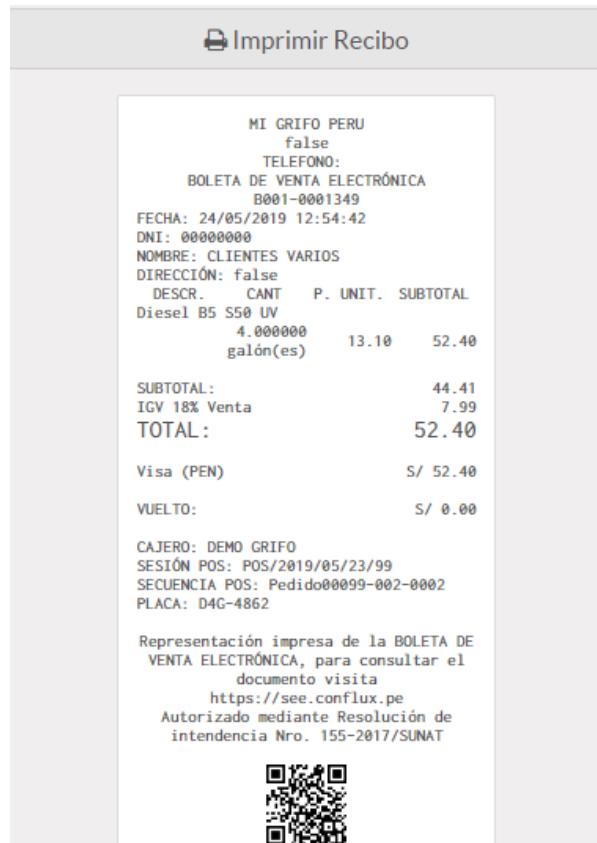 Imprimir Recibo
MI GRIFO PERU
false
TELEFONO:
BOLETA DE VENTA ELECTRÓNICA
B001-0001349
FECHA: 24/05/2019 12:54:42
DNI: 00000000
NOMBRE: CLIENTES VARIOS
DIRECCIÓN: false
DESCR. CANT P. UNIT. SUBTOTAL
Diesel B5 S50 UV
4.000000
galón(es) 13.10 52.40
SUBTOTAL: 44.41
IGV 18% Venta 7.99
TOTAL: 52.40
Visa (PEN) S/ 52.40
VUELTO: S/ 0.00
CAJERO: DEMO GRIFO
SESIÓN POS: POS/2019/05/23/99
SECUENCIA POS: Pedido00099-002-0002
PLACA: D4G-4862
Representación impresa de la BOLETA DE
VENTA ELECTRÓNICA, para consultar el
documento visita
https://see.conflux.pe
Autorizado mediante Resolución de
intendencia Nro. 155-2017/SUNAT